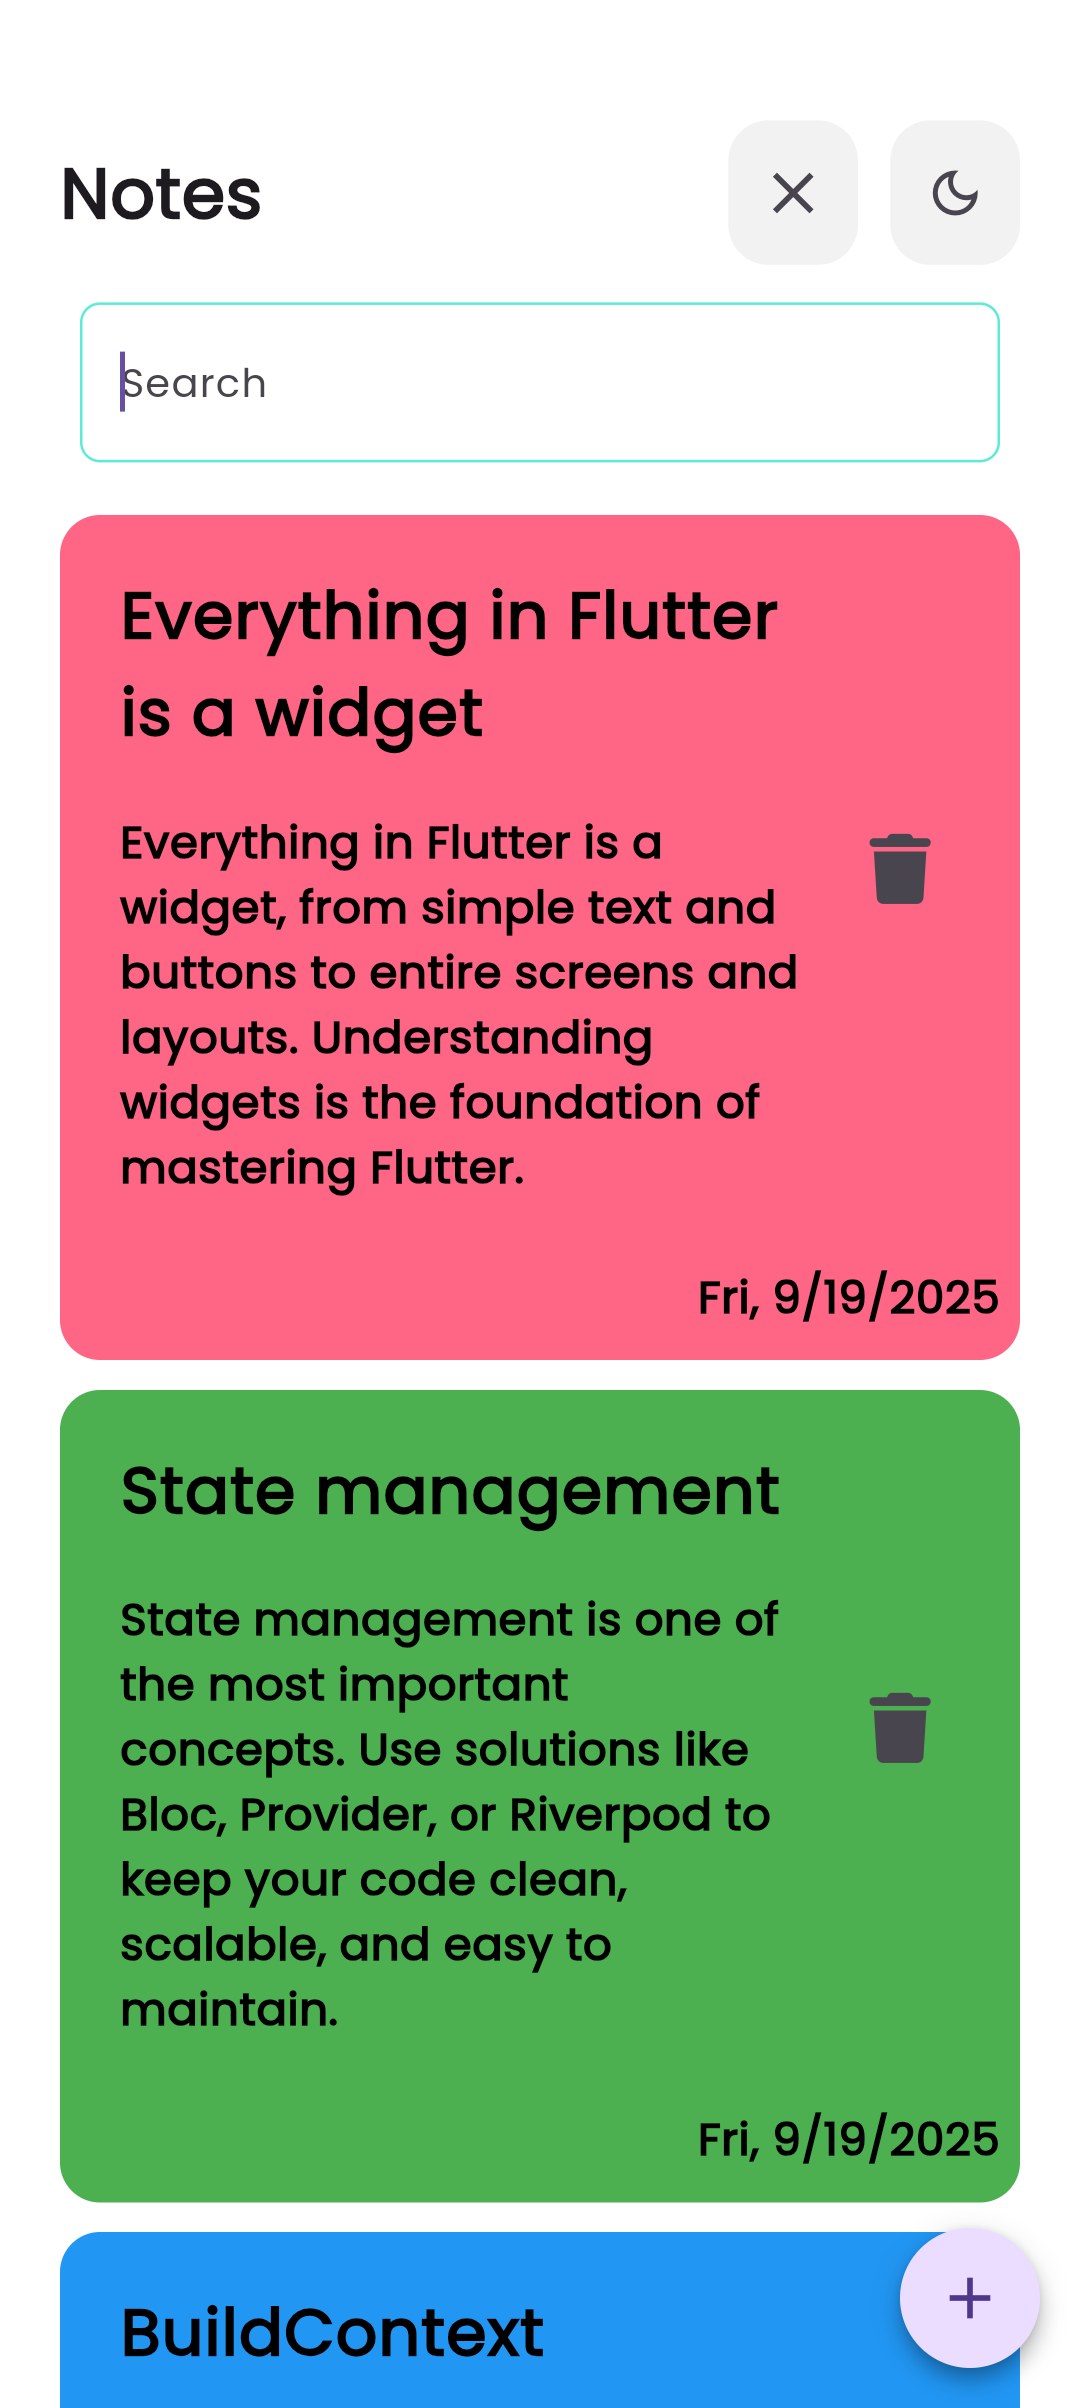 Notes
Search
Everything in Flutter
is a widget
Everything in Flutter is a
widget, from simple text and
buttons to entire screens and
layouts. Understanding
widgets is the foundation of
mastering Flutter.
Fri, 9/19/2025
State management
State management is one of
the most important
concepts. Use solutions like
Bloc, Provider, or Riverpod to
keep your code clean,
scalable, and easy to
maintain.
Fri, 9/19/2025
BuildContext